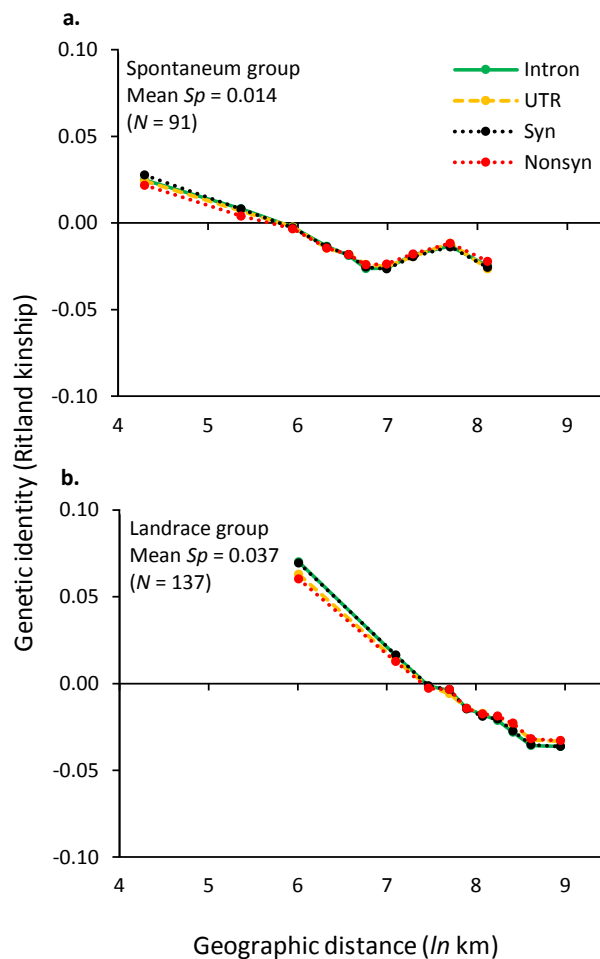 a.
0.10
0.05
0.00
-0.05
-0.10
Spontaneum group
Mean Sp = 0.014
(N = 91)
Intron
UTR
Syn
Nonsyn
4 5 6 7 8 9
Genetic identity (Ritland kinship)
b.
0.10
0.05
0.00
-0.05
-0.10
Landrace group
Mean Sp = 0.037
(N = 137)
4 5 6 7 8 9
Geographic distance (ln km)